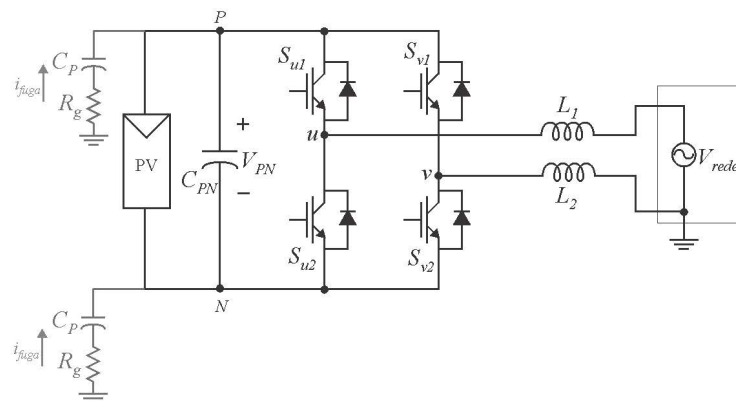 P
C_P
i_fuga
R_g
PV
+
V_PN
C_PN
−
S_u1
S_v1
u
v
L_1
L_2
V_rede
S_u2
S_v2
N
C_P
i_fuga
R_g